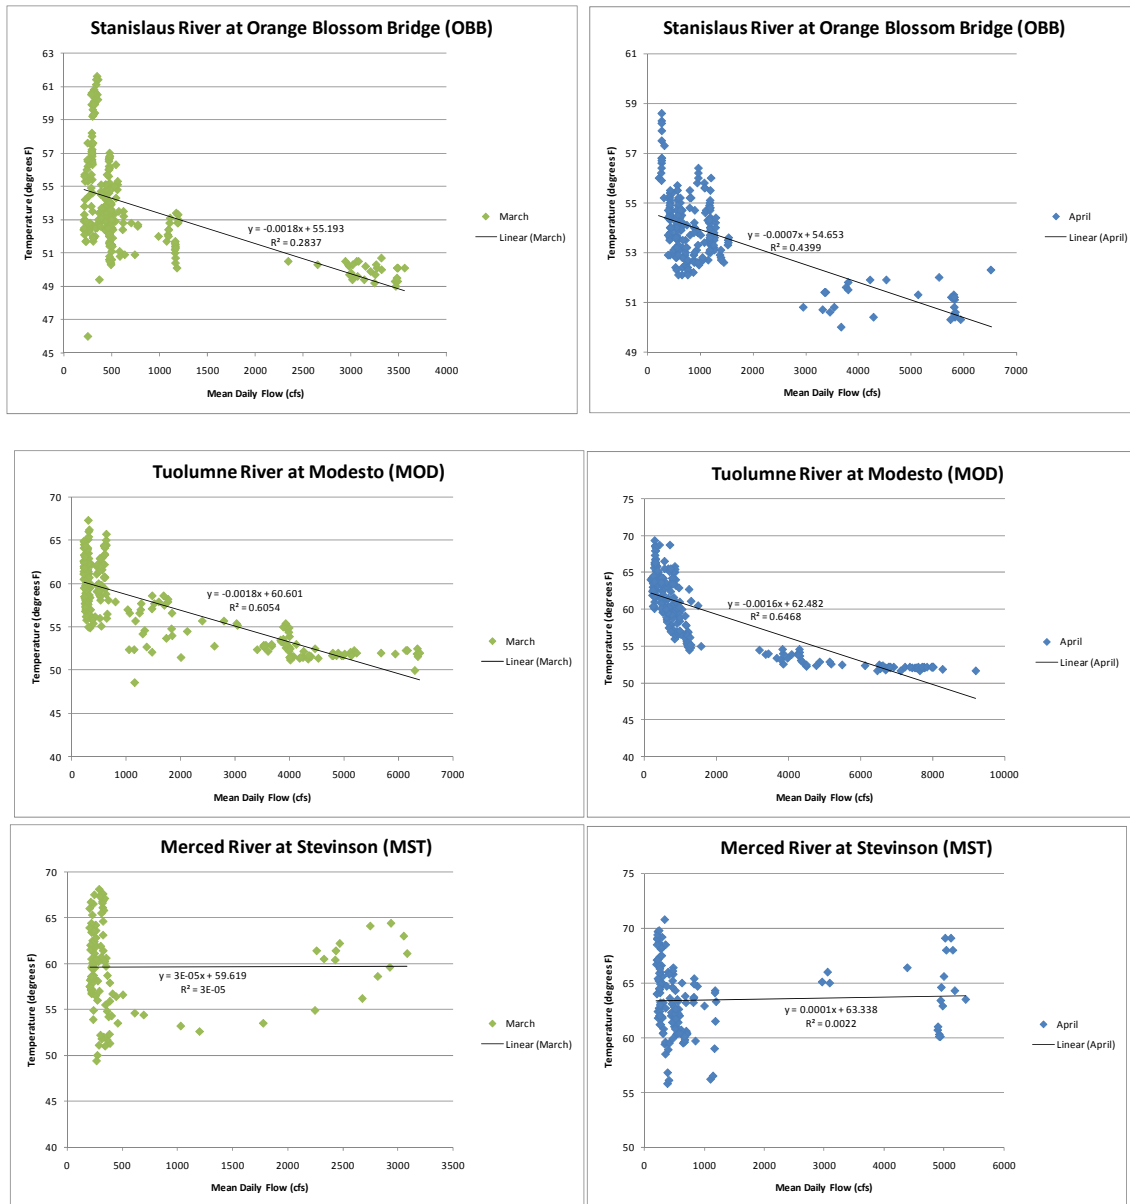 Stanislaus River at Orange Blossom Bridge (OBB)
63
61
59
57
55
53
51
49
47
45
Temperature (degrees F)
y = -0.0018x + 55.193
R² = 0.2837
March
Linear (March)
0 500 1000 1500 2000 2500 3000 3500 4000
Mean Daily Flow (cfs)
Stanislaus River at Orange Blossom Bridge (OBB)
61
59
57
55
53
51
49
Temperature (degrees F)
y = -0.0007x + 54.653
R² = 0.4399
April
Linear (April)
0 1000 2000 3000 4000 5000 6000 7000
Mean Daily Flow (cfs)
Tuolumne River at Modesto (MOD)
70
65
60
55
50
45
40
Temperature (degrees F)
y = -0.0018x + 60.601
R² = 0.6054
March
Linear (March)
0 1000 2000 3000 4000 5000 6000 7000
Mean Daily Flow (cfs)
Tuolumne River at Modesto (MOD)
75
70
65
60
55
50
45
40
Temperature (degrees F)
y = -0.0016x + 62.482
R² = 0.6468
April
Linear (April)
0 2000 4000 6000 8000 10000
Mean Daily Flow (cfs)
Merced River at Stevinson (MST)
70
65
60
55
50
45
40
Temperature (degrees F)
y = 3E-05x + 59.619
R² = 3E-05
March
Linear (March)
0 500 1000 1500 2000 2500 3000 3500
Mean Daily Flow (cfs)
Merced River at Stevinson (MST)
75
70
65
60
55
50
Temperature (degrees F)
y = 0.0001x + 63.338
R² = 0.0022
April
Linear (April)
0 1000 2000 3000 4000 5000 6000
Mean Daily Flow (cfs)